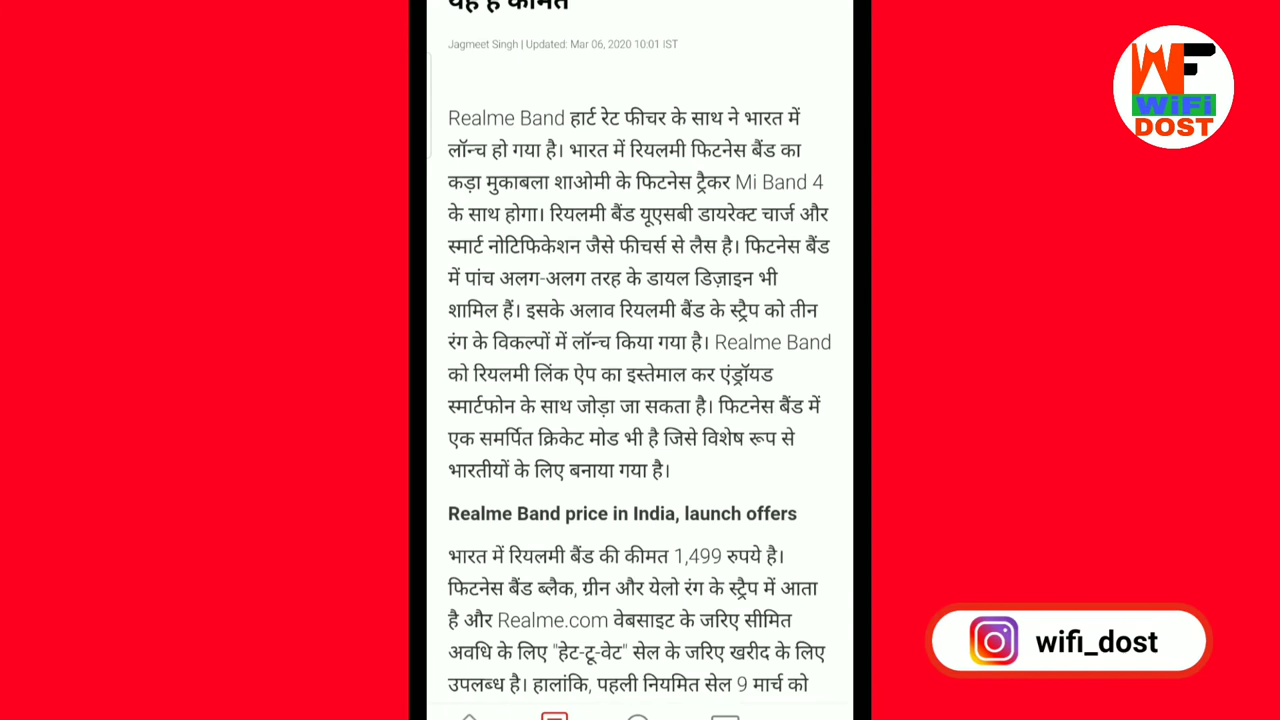 यह है कीमत
Jagmeet Singh | Updated: Mar 06, 2020 10:01 IST
Realme Band हार्ट रेट फीचर के साथ ने भारत में
लॉन्च हो गया है। भारत में रियलमी फिटनेस बैंड का
कड़ा मुकाबला शाओमी के फिटनेस ट्रैकर Mi Band 4
के साथ होगा। रियलमी बैंड यूएसबी डायरेक्ट चार्ज और
स्मार्ट नोटिफिकेशन जैसे फीचर्स से लैस है। फिटनेस बैंड
में पांच अलग-अलग तरह के डायल डिज़ाइन भी
शामिल हैं। इसके अलाव रियलमी बैंड के स्ट्रैप को तीन
रंग के विकल्पों में लॉन्च किया गया है। Realme Band
को रियलमी लिंक ऐप का इस्तेमाल कर एंड्रॉयड
स्मार्टफोन के साथ जोड़ा जा सकता है। फिटनेस बैंड में
एक समर्पित क्रिकेट मोड भी है जिसे विशेष रूप से
भारतीयों के लिए बनाया गया है।
Realme Band price in India, launch offers
भारत में रियलमी बैंड की कीमत 1,499 रुपये है।
फिटनेस बैंड ब्लैक, ग्रीन और येलो रंग के स्ट्रैप में आता
है और Realme.com वेबसाइट के जरिए सीमित
अवधि के लिए "हेट-टू-वेट" सेल के जरिए खरीद के लिए
उपलब्ध है। हालांकि, पहली नियमित सेल 9 मार्च को
WF
WiFi
DOST
wifi_dost